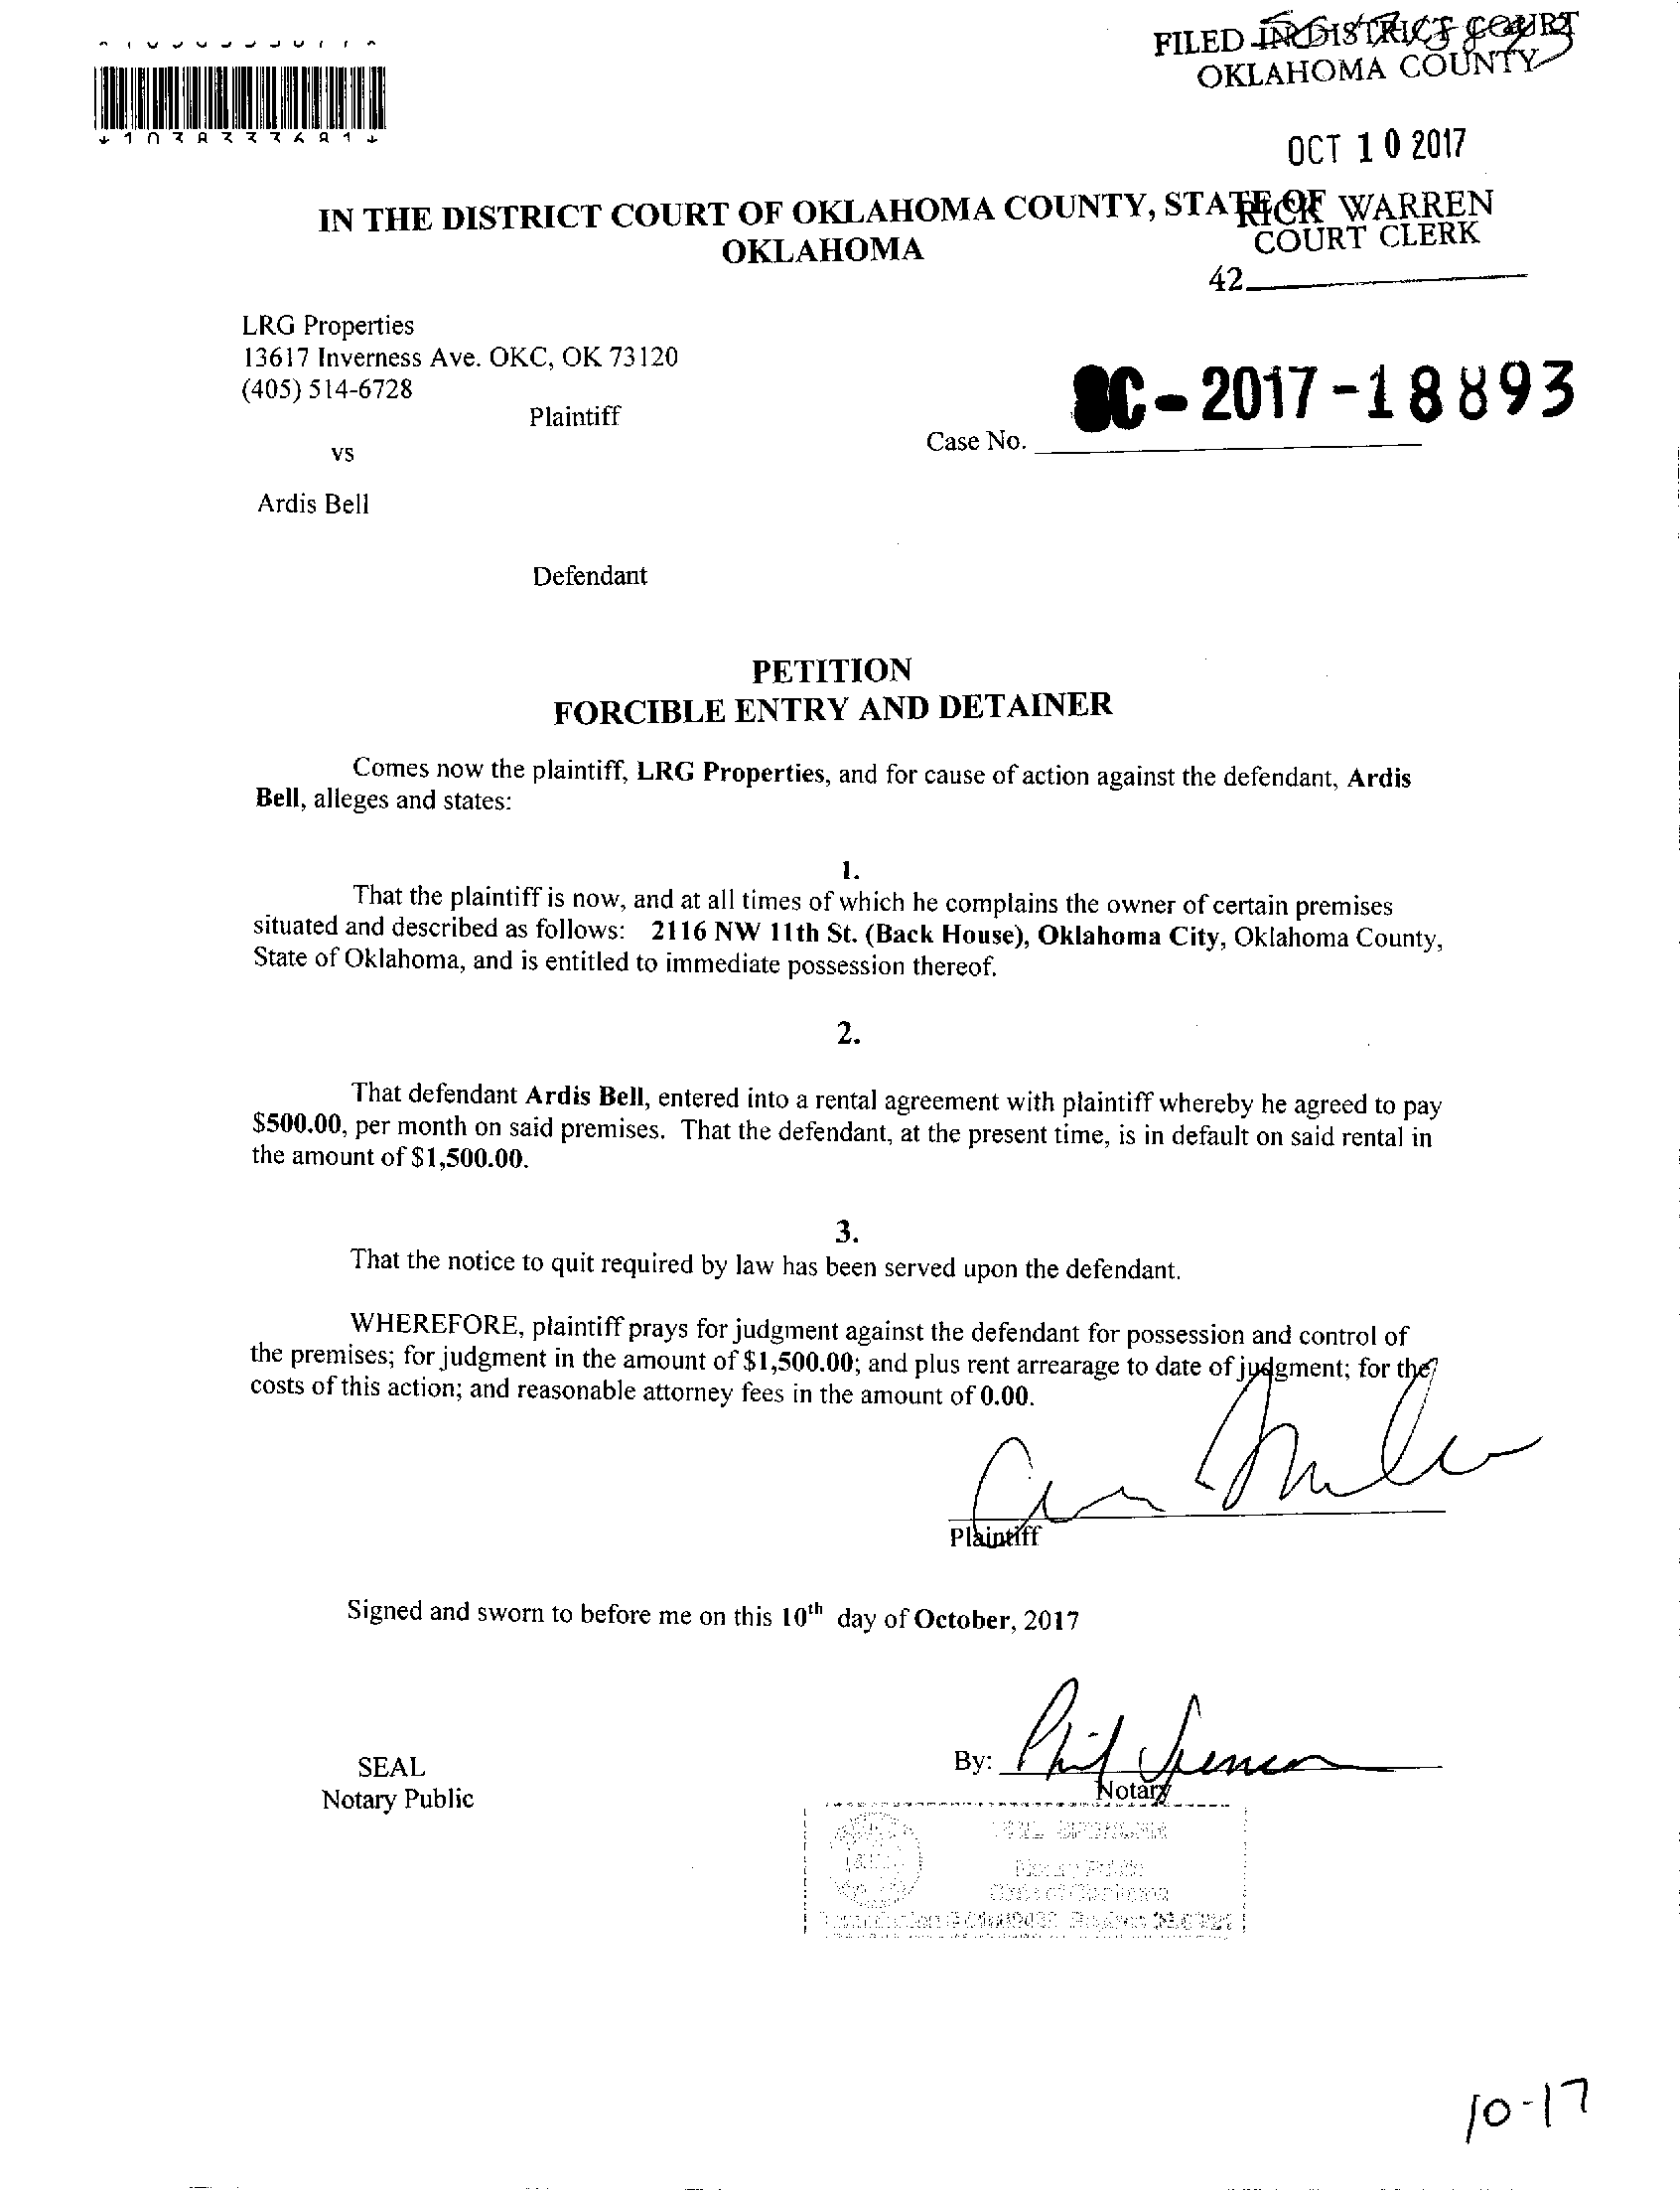 FILED IN DISTRICT COURT
OKLAHOMA COUNTY
OCT 10 2017
RICK WARREN
COURT CLERK
42
IN THE DISTRICT COURT OF OKLAHOMA COUNTY, STATE OF
OKLAHOMA
LRG Properties
13617 Inverness Ave. OKC, OK 73120
(405) 514-6728
Plaintiff
vs
Case No.
SC-2017-18893
Ardis Bell
Defendant
PETITION
FORCIBLE ENTRY AND DETAINER
Comes now the plaintiff, LRG Properties, and for cause of action against the defendant, Ardis
Bell, alleges and states:
1.
That the plaintiff is now, and at all times of which he complains the owner of certain premises
situated and described as follows: 2116 NW 11th St. (Back House), Oklahoma City, Oklahoma County,
State of Oklahoma, and is entitled to immediate possession thereof.
2.
That defendant Ardis Bell, entered into a rental agreement with plaintiff whereby he agreed to pay
$500.00, per month on said premises. That the defendant, at the present time, is in default on said rental in
the amount of $1,500.00.
3.
That the notice to quit required by law has been served upon the defendant.
WHEREFORE, plaintiff prays for judgment against the defendant for possession and control of
the premises; for judgment in the amount of $1,500.00; and plus rent arrearage to date of judgment; for the
costs of this action; and reasonable attorney fees in the amount of 0.00.
Plaintiff
Signed and sworn to before me on this 10th day of October, 2017
SEAL
Notary Public
By:
Notary
10-17